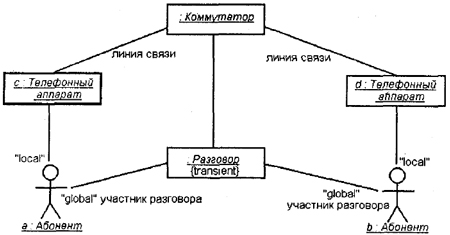 : Коммутатор
линия связи
линия связи
c : Телефонный
аппарат
d : Телефонный
аппарат
: Разговор
{transient}
"local"
"local"
"global" участник разговора
"global"
участник разговора
a : Абонент
b : Абонент